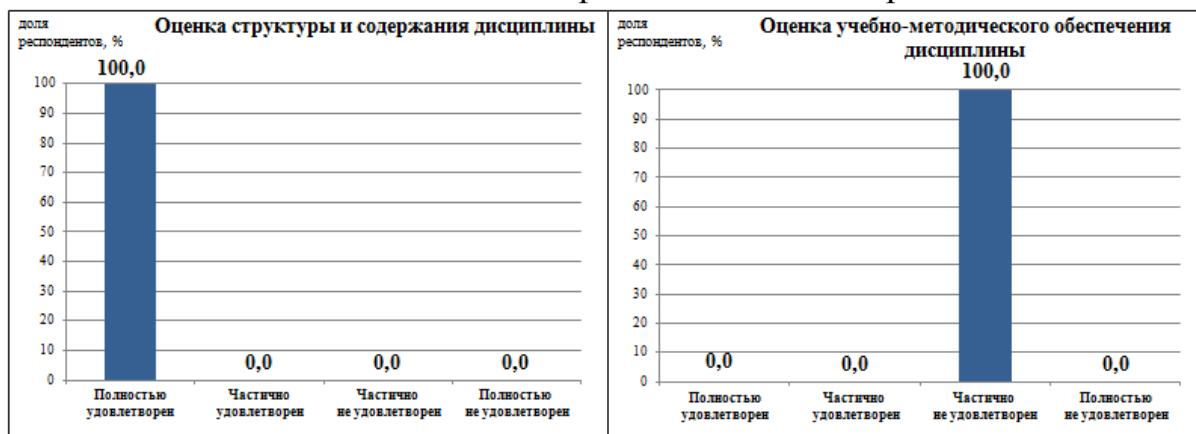 доля
респондентов, %
Оценка структуры и содержания дисциплины
100,0
100
90
80
70
60
50
40
30
20
10
0
0,0
0,0
0,0
Полностью
удовлетворен
Частично
удовлетворен
Частично
не удовлетворен
Полностью
не удовлетворен
доля
респондентов, %
Оценка учебно-методического обеспечения
дисциплины
100,0
100
90
80
70
60
50
40
30
20
10
0
0,0
0,0
0,0
Полностью
удовлетворен
Частично
удовлетворен
Частично
не удовлетворен
Полностью
не удовлетворен